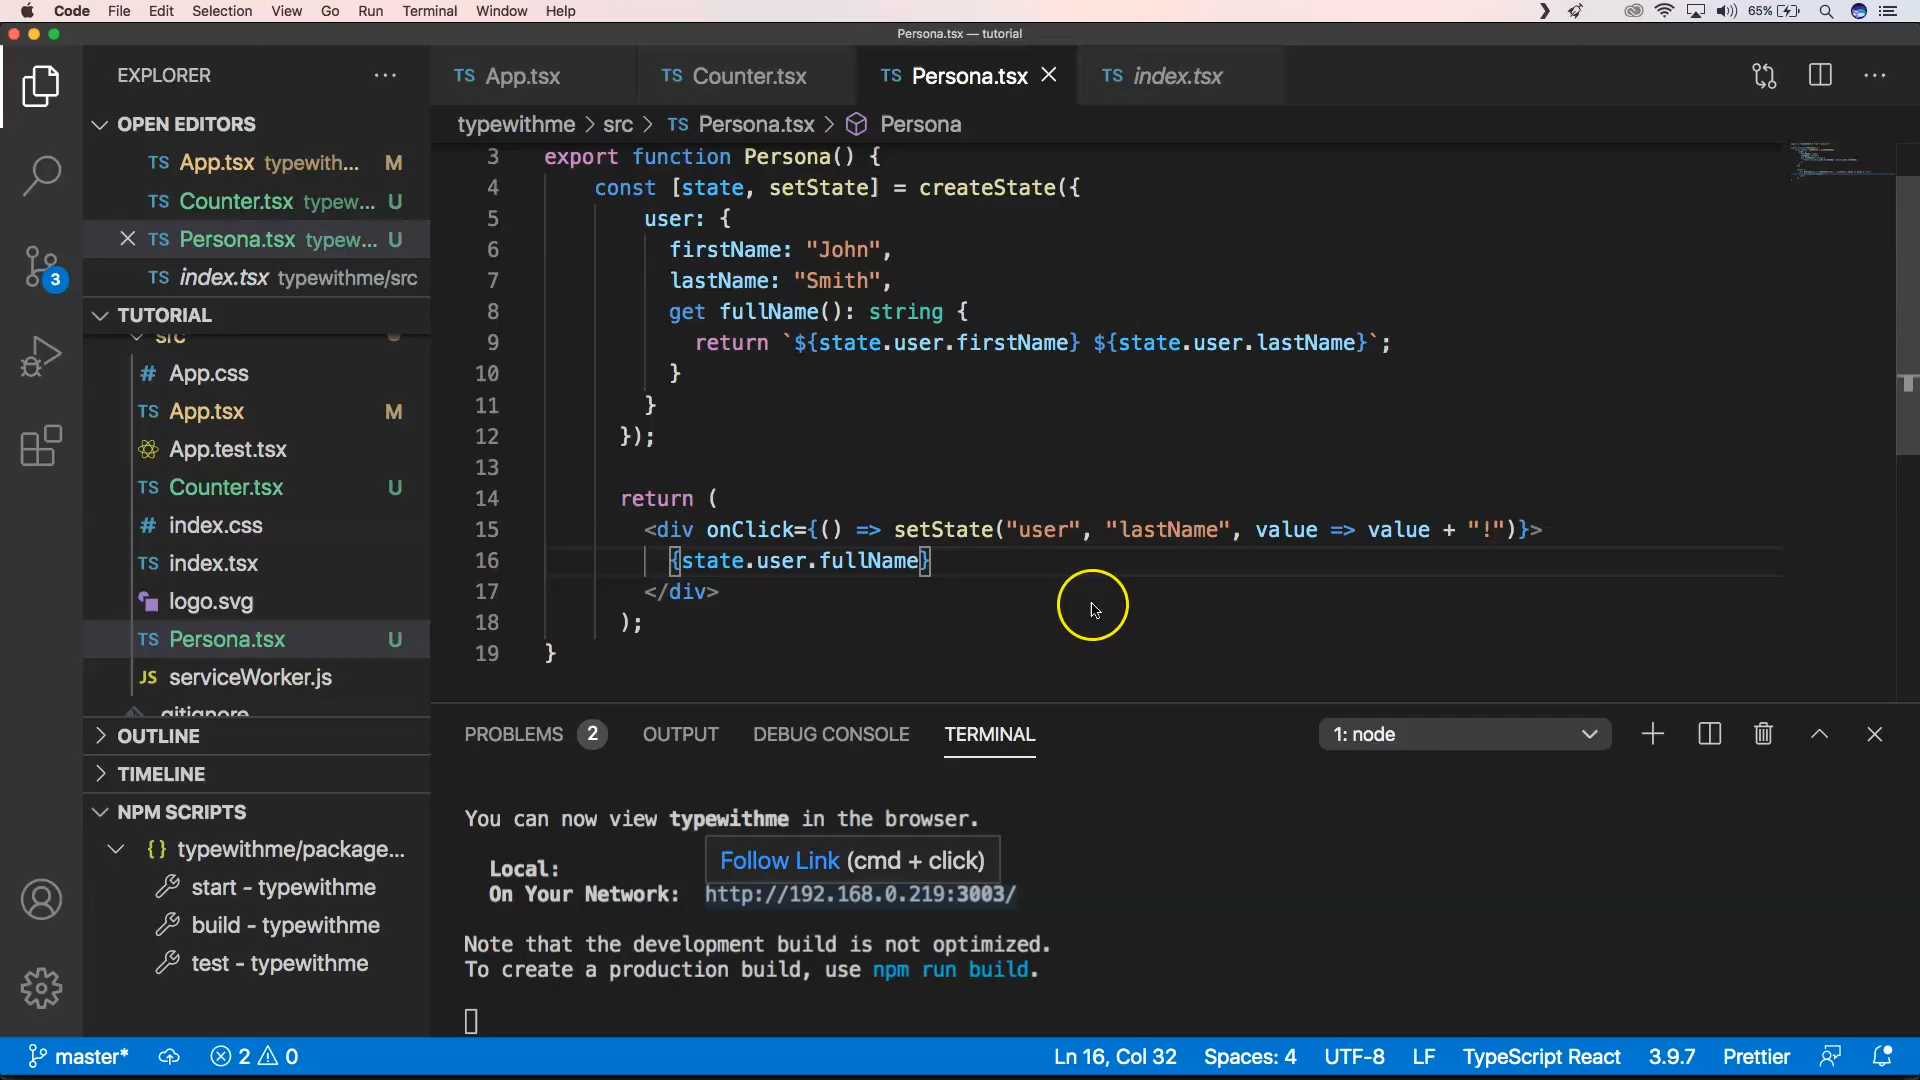 Code File Edit Selection View Go Run Terminal Window Help 65%
Persona.tsx — tutorial
EXPLORER
OPEN EDITORS
TS App.tsx typewith... M
TS Counter.tsx typew... U
TS Persona.tsx typew... U
TS index.tsx typewithme/src
TUTORIAL
src
# App.css
TS App.tsx M
App.test.tsx
TS Counter.tsx U
# index.css
TS index.tsx
logo.svg
TS Persona.tsx U
JS serviceWorker.js
.gitignore
OUTLINE
TIMELINE
NPM SCRIPTS
{} typewithme/package...
start - typewithme
build - typewithme
test - typewithme
3
TS App.tsx TS Counter.tsx TS Persona.tsx TS index.tsx
typewithme > src > TS Persona.tsx > Persona
3 export function Persona() {
4 const [state, setState] = createState({
5 user: {
6 firstName: "John",
7 lastName: "Smith",
8 get fullName(): string {
9 return `${state.user.firstName} ${state.user.lastName}`;
10 }
11 }
12 });
13
14 return (
15 <div onClick={() => setState("user", "lastName", value => value + "!")}>
16 {state.user.fullName}
17 </div>
18 );
19 }
PROBLEMS 2 OUTPUT DEBUG CONSOLE TERMINAL 1: node
You can now view typewithme in the browser.
Follow Link (cmd + click)
Local:
On Your Network: http://192.168.0.219:3003/
Note that the development build is not optimized.
To create a production build, use npm run build.
master* 2 0 Ln 16, Col 32 Spaces: 4 UTF-8 LF TypeScript React 3.9.7 Prettier